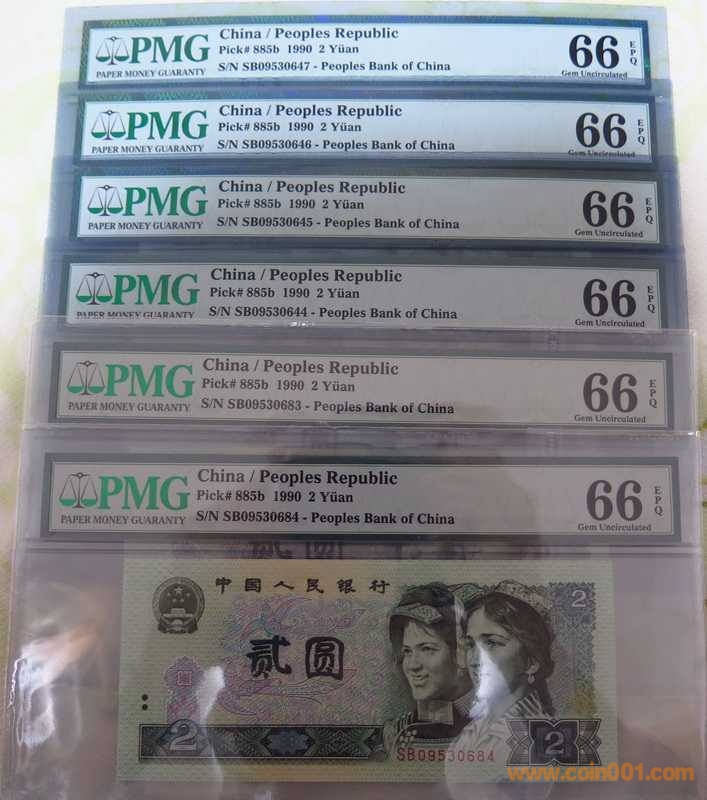 PMG
PAPER MONEY GUARANTY
China / Peoples Republic
Pick# 885b 1990 2 Yüan
S/N SB09530647 - Peoples Bank of China
66 EPQ
Gem Uncirculated
PMG
PAPER MONEY GUARANTY
China / Peoples Republic
Pick# 885b 1990 2 Yüan
S/N SB09530646 - Peoples Bank of China
66 EPQ
Gem Uncirculated
PMG
PAPER MONEY GUARANTY
China / Peoples Republic
Pick# 885b 1990 2 Yüan
S/N SB09530645 - Peoples Bank of China
66 EPQ
Gem Uncirculated
PMG
PAPER MONEY GUARANTY
China / Peoples Republic
Pick# 885b 1990 2 Yüan
S/N SB09530644 - Peoples Bank of China
66 EPQ
Gem Uncirculated
PMG
PAPER MONEY GUARANTY
China / Peoples Republic
Pick# 885b 1990 2 Yüan
S/N SB09530683 - Peoples Bank of China
66 EPQ
Gem Uncirculated
PMG
PAPER MONEY GUARANTY
China / Peoples Republic
Pick# 885b 1990 2 Yüan
S/N SB09530684 - Peoples Bank of China
66 EPQ
Gem Uncirculated
中国人民银行
2
贰圆
2
SB09530684
2
www.coin001.com